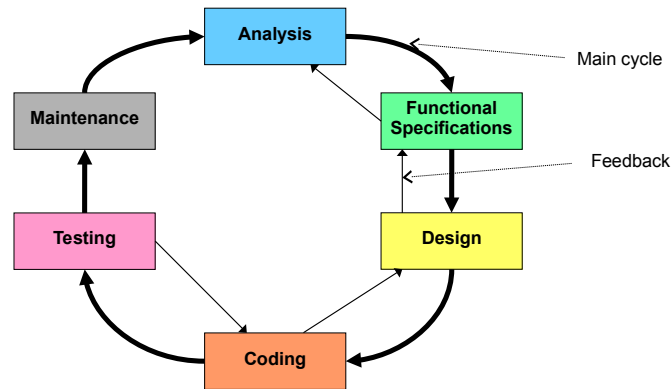 Analysis
Main cycle
Maintenance
Functional
Specifications
Feedback
Testing
Design
Coding